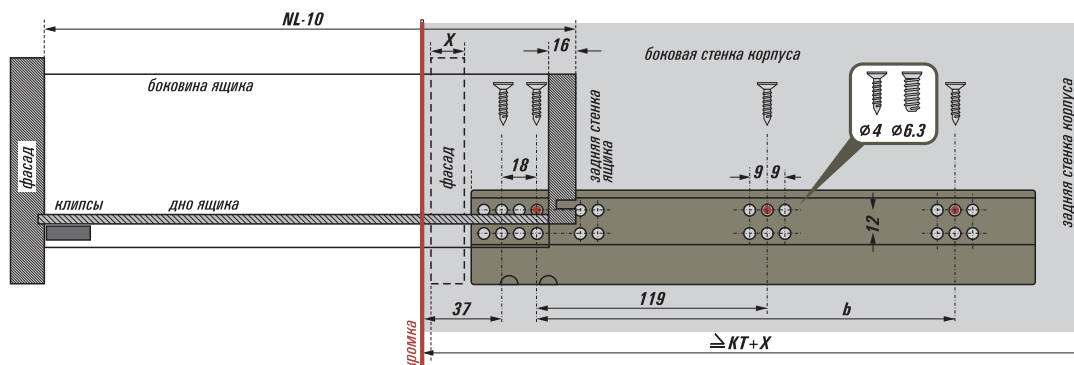 NL-10
X
16
боковая стенка корпуса
боковина ящика
ø4 ø6.3
18
задняя стенка
ящика
фасад
фасад
9 9
задняя стенка корпуса
клипсы
дно ящика
12
37
119
b
≥KT+X